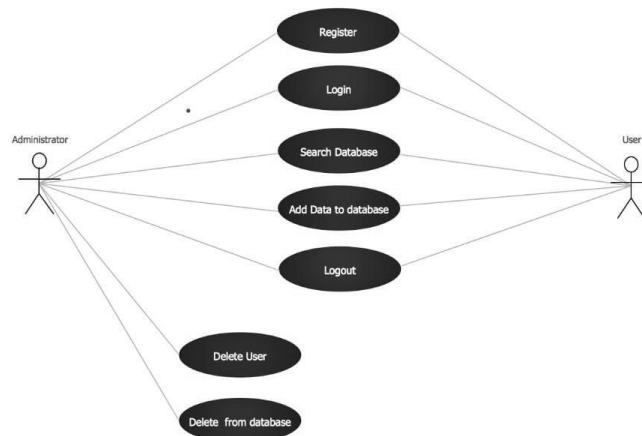 Register
Login
Administrator
User
Search Database
Add Data to database
Logout
Delete User
Delete from database